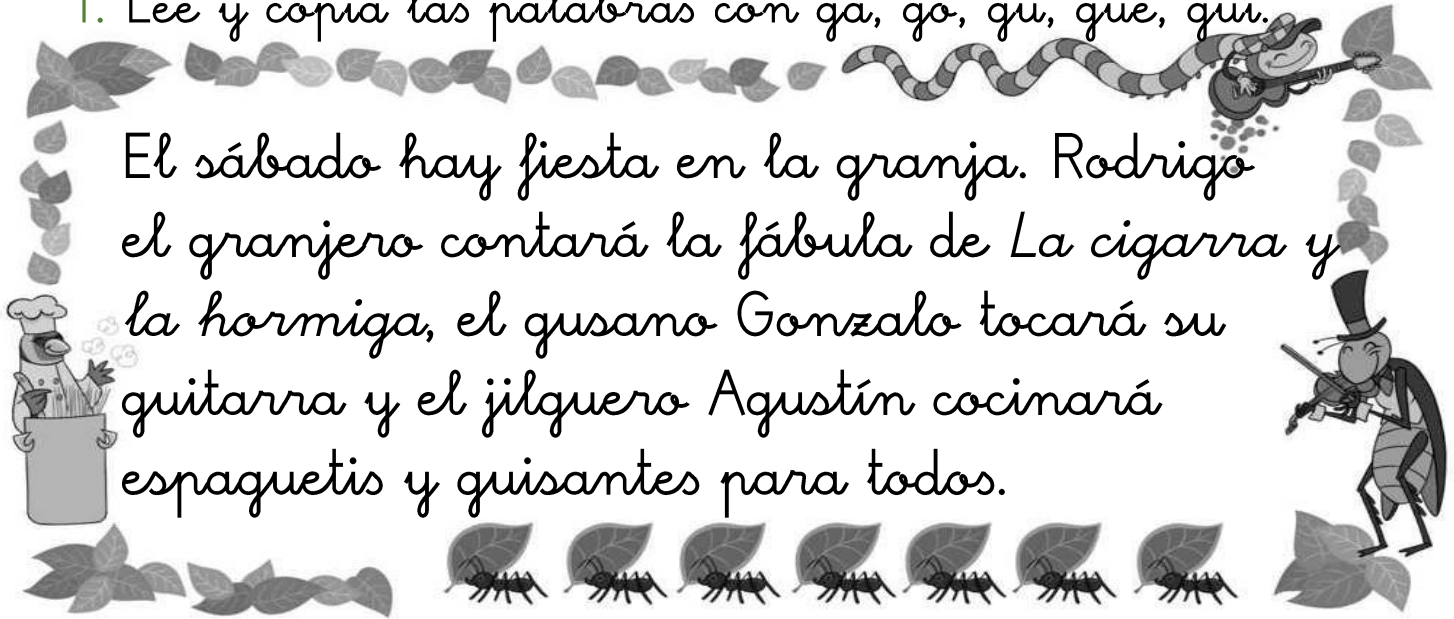 1. Lee y copia las palabras con ga, go, gu, gue, gui.
El sábado hay fiesta en la granja. Rodrigo
el granjero contará la fábula de La cigarra y
la hormiga, el gusano Gonzalo tocará su
guitarra y el jilguero Agustín cocinará
espaguetis y guisantes para todos.